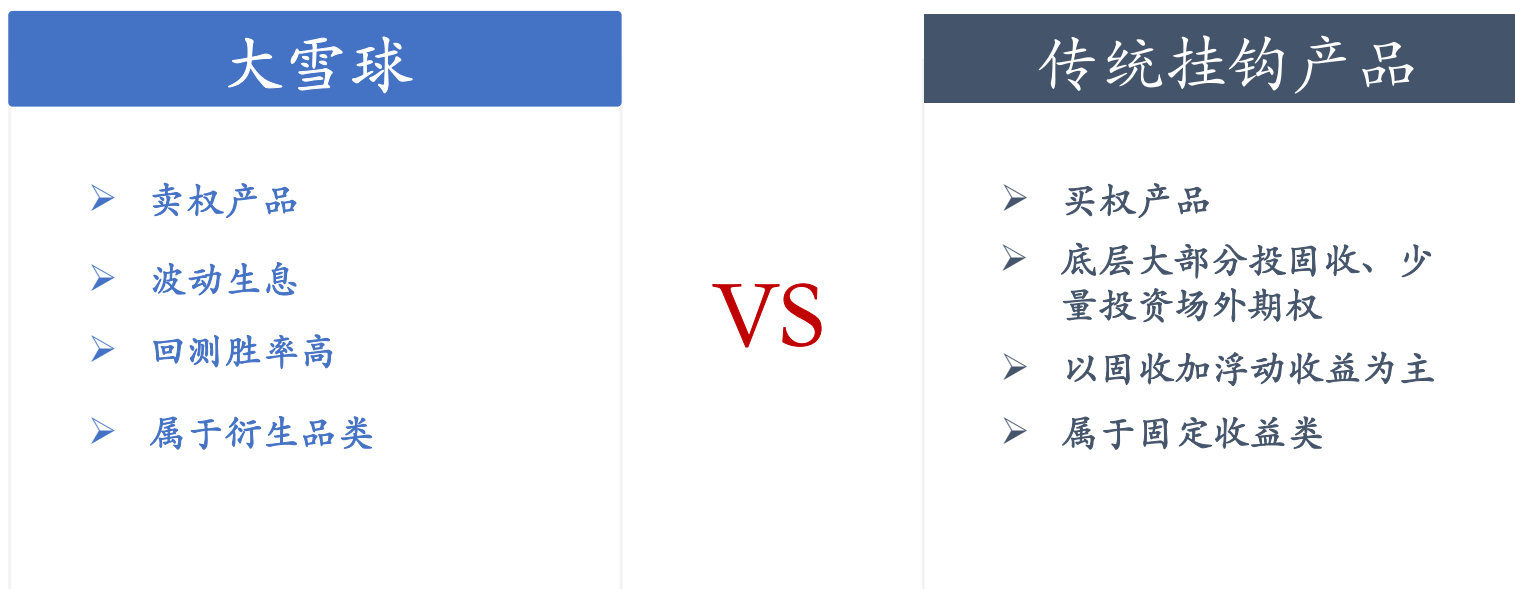 大雪球
卖权产品
波动生息
回测胜率高
属于衍生品类
VS
传统挂钩产品
买权产品
底层大部分投固收、少
量投资场外期权
以固收加浮动收益为主
属于固定收益类